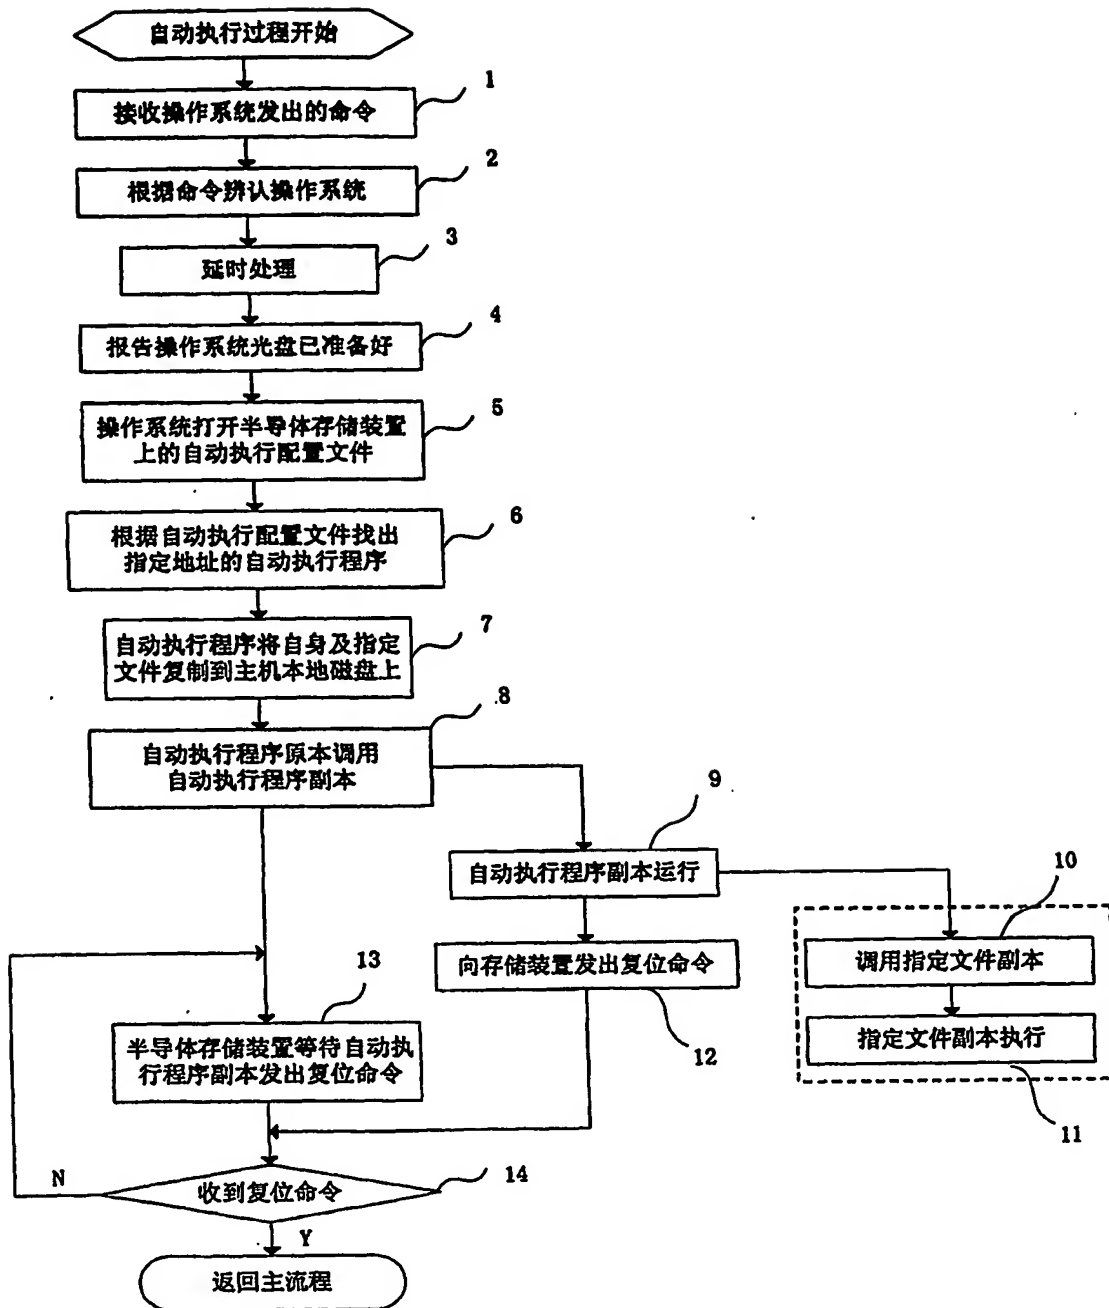 自动执行过程开始
1
接收操作系统发出的命令
2
根据命令辨认操作系统
3
延时处理
4
报告操作系统光盘已准备好
5
操作系统打开半导体存储装置
上的自动执行配置文件
6
根据自动执行配置文件找出
指定地址的自动执行程序
7
自动执行程序将自身及指定
文件复制到主机本地磁盘上
8
自动执行程序原本调用
自动执行程序副本
9
自动执行程序副本运行
10
调用指定文件副本
指定文件副本执行
11
向存储装置发出复位命令
12
13
半导体存储装置等待自动执
行程序副本发出复位命令
14
收到复位命令
N
Y
返回主流程